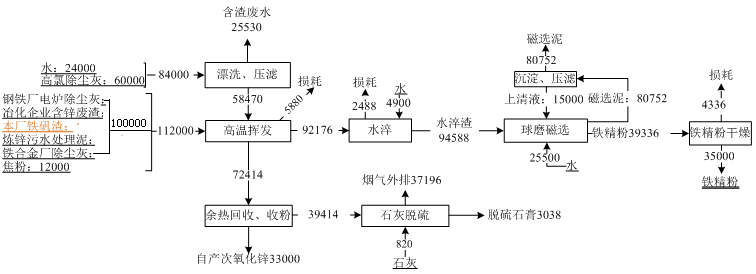 含渣废水
25530
水：24000
高氯除尘灰：60000
84000
漂洗、压滤
58470
钢铁厂电炉除尘灰；
冶化企业含锌废渣；
本厂铁矾渣；
炼锌污水处理泥；
铁合金厂除尘灰；
焦粉：12000
100000
112000
高温挥发
5880
损耗
92176
损耗
2488
水
4900
水淬
水淬渣
94588
磁选泥
80752
沉淀、压滤
上清液：15000
磁选泥：80752
球磨磁选
25500
水
铁精粉39336
损耗
4336
铁精粉干燥
35000
铁精粉
72414
余热回收、收粉
自产次氧化锌33000
39414
烟气外排37196
石灰脱硫
820
石灰
脱硫石膏3038